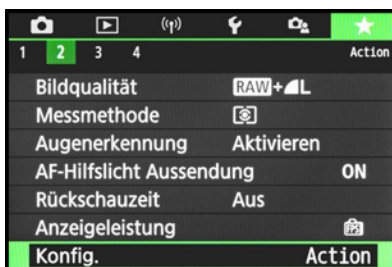 1 2 3 4 Action
Bildqualität RAW+L
Messmethode
Augenerkennung Aktivieren
AF-Hilfslicht Aussendung ON
Rückschauzeit Aus
Anzeigeleistung
Konfig. Action